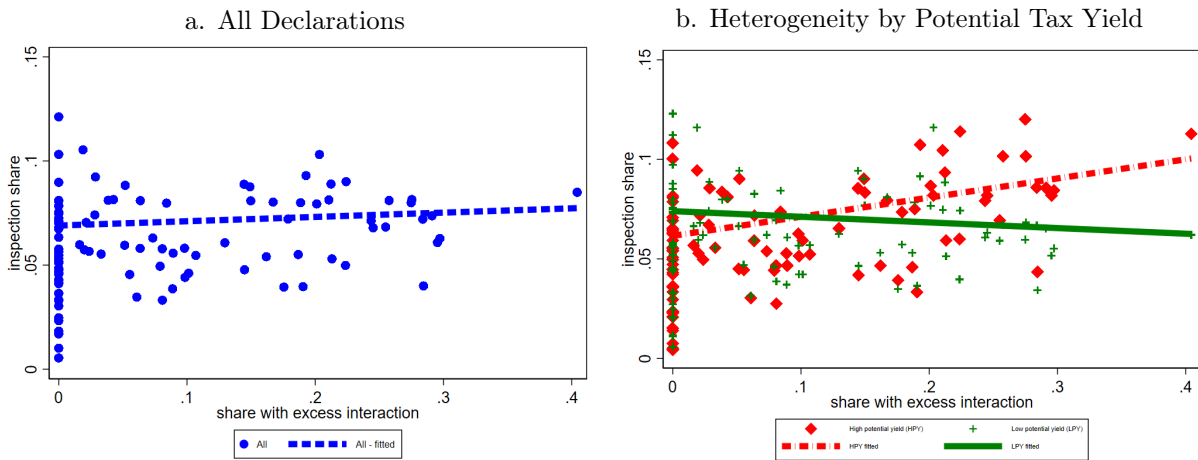 a. All Declarations
.15
.1
.05
0
inspection share
0 .1 .2 .3 .4
share with excess interaction
All All - fitted
b. Heterogeneity by Potential Tax Yield
.15
.1
.05
0
inspection share
0 .1 .2 .3 .4
share with excess interaction
High potential yield (HPY) Low potential yield (LPY)
HPY fitted LPY fitted